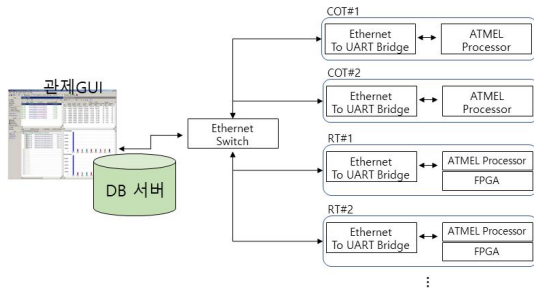 COT#1
Ethernet
To UART Bridge
ATMEL
Processor
COT#2
Ethernet
To UART Bridge
ATMEL
Processor
관제GUI
Ethernet
Switch
DB 서버
RT#1
Ethernet
To UART Bridge
ATMEL Processor
FPGA
RT#2
Ethernet
To UART Bridge
ATMEL Processor
FPGA
⋮